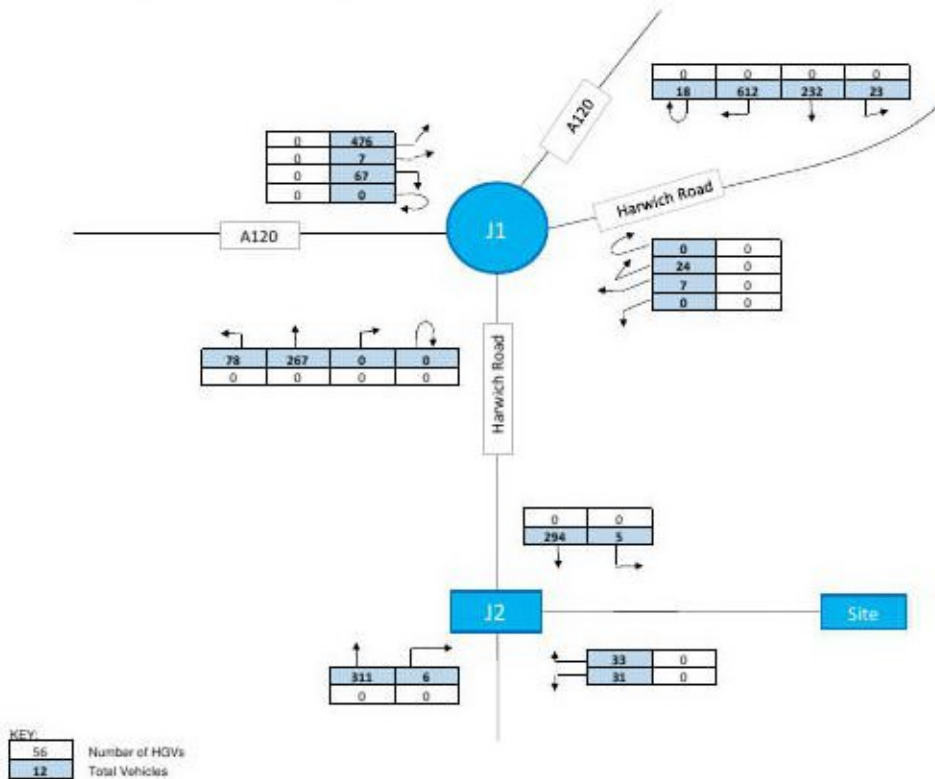 A120
0 0 0 0
18 612 232 23
0 476
0 7
0 67
0 0
J1
Harwich Road
A120
0 0
24 0
7 0
0 0
78 267 0 0
0 0 0 0
Harwich Road
0 0
294 5
J2
Site
311 6
0 0
33 0
31 0
KEY:
56 Number of HGVs
12 Total Vehicles